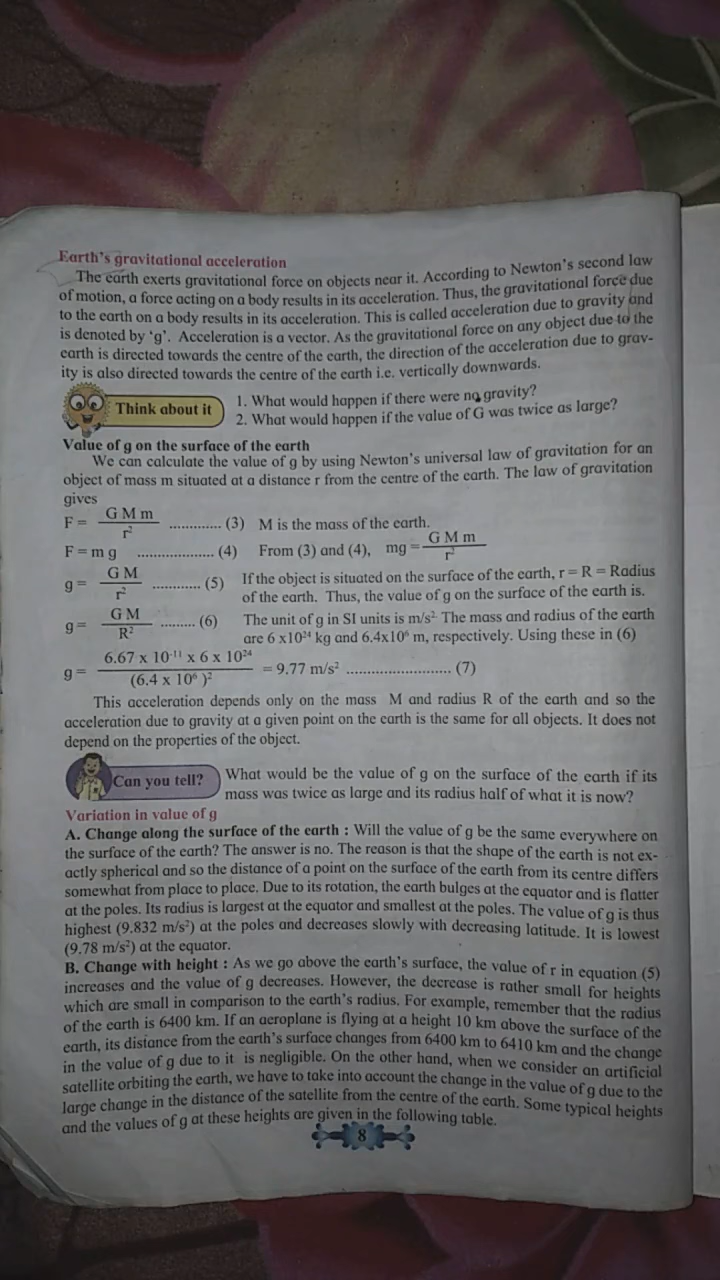 Earth's gravitational acceleration
The earth exerts gravitational force on objects near it. According to Newton's second law
of motion, a force acting on a body results in its acceleration. Thus, the gravitational force due
to the earth on a body results in its acceleration. This is called acceleration due to gravity and
is denoted by ‘g’. Acceleration is a vector. As the gravitational force on any object due to the
earth is directed towards the centre of the earth, the direction of the acceleration due to grav-
ity is also directed towards the centre of the earth i.e. vertically downwards.
Think about it
1. What would happen if there were no gravity?
2. What would happen if the value of G was twice as large?
Value of g on the surface of the earth
We can calculate the value of g by using Newton's universal law of gravitation for an
object of mass m situated at a distance r from the centre of the earth. The law of gravitation
gives
F = G M m / r² ............. (3) M is the mass of the earth.
F = m g ................... (4) From (3) and (4), mg = G M m / r²
g = G M / r² ............ (5) If the object is situated on the surface of the earth, r = R = Radius
of the earth. Thus, the value of g on the surface of the earth is.
g = G M / R² ......... (6) The unit of g in SI units is m/s². The mass and radius of the earth
are 6 x10²⁴ kg and 6.4x10⁶ m, respectively. Using these in (6)
g = 6.67 x 10⁻¹¹ x 6 x 10²⁴ / (6.4 x 10⁶ )² = 9.77 m/s² .......................... (7)
This acceleration depends only on the mass M and radius R of the earth and so the
acceleration due to gravity at a given point on the earth is the same for all objects. It does not
depend on the properties of the object.
Can you tell?
What would be the value of g on the surface of the earth if its
mass was twice as large and its radius half of what it is now?
Variation in value of g
A. Change along the surface of the earth : Will the value of g be the same everywhere on
the surface of the earth? The answer is no. The reason is that the shape of the earth is not ex-
actly spherical and so the distance of a point on the surface of the earth from its centre differs
somewhat from place to place. Due to its rotation, the earth bulges at the equator and is flatter
at the poles. Its radius is largest at the equator and smallest at the poles. The value of g is thus
highest (9.832 m/s²) at the poles and decreases slowly with decreasing latitude. It is lowest
(9.78 m/s²) at the equator.
B. Change with height : As we go above the earth's surface, the value of r in equation (5)
increases and the value of g decreases. However, the decrease is rather small for heights
which are small in comparison to the earth's radius. For example, remember that the radius
of the earth is 6400 km. If an aeroplane is flying at a height 10 km above the surface of the
earth, its distance from the earth's surface changes from 6400 km to 6410 km and the change
in the value of g due to it is negligible. On the other hand, when we consider an artificial
satellite orbiting the earth, we have to take into account the change in the value of g due to the
large change in the distance of the satellite from the centre of the earth. Some typical heights
and the values of g at these heights are given in the following table.
8